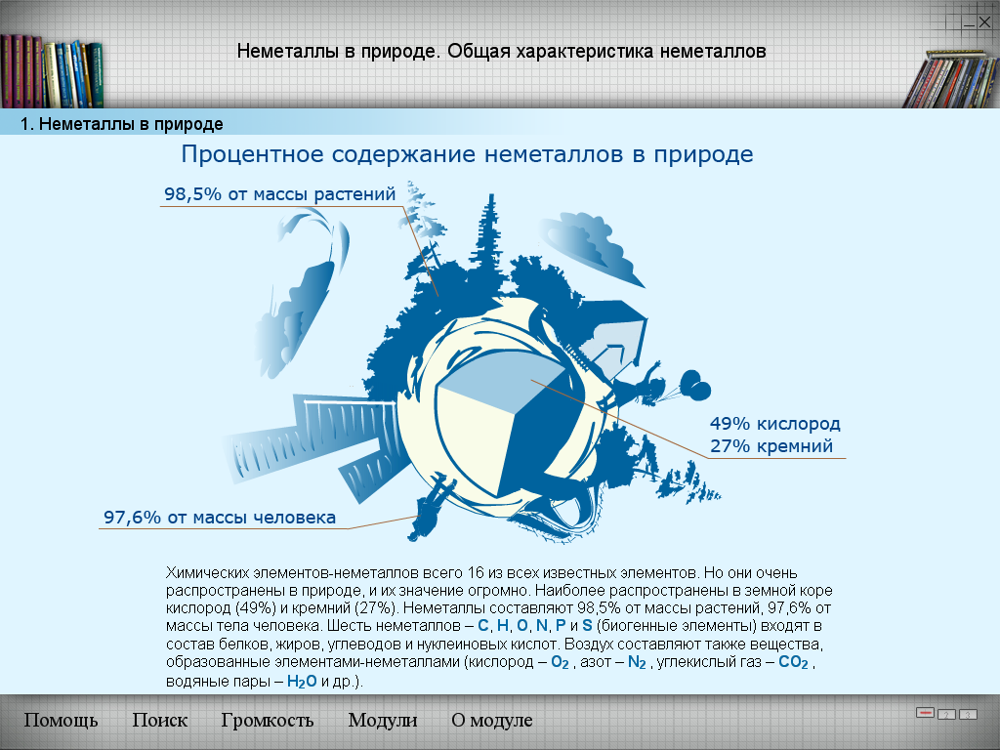 Неметаллы в природе. Общая характеристика неметаллов
1. Неметаллы в природе
Процентное содержание неметаллов в природе
98,5% от массы растений
49% кислород
27% кремний
97,6% от массы человека
Химических элементов-неметаллов всего 16 из всех известных элементов. Но они очень
распространены в природе, и их значение огромно. Наиболее распространены в земной коре
кислород (49%) и кремний (27%). Неметаллы составляют 98,5% от массы растений, 97,6% от
массы тела человека. Шесть неметаллов – C, H, O, N, P и S (биогенные элементы) входят в
состав белков, жиров, углеводов и нуклеиновых кислот. Воздух составляют также вещества,
образованные элементами-неметаллами (кислород – O₂ , азот – N₂ , углекислый газ – CO₂ ,
водяные пары – H₂O и др.).
Помощь Поиск Громкость Модули О модуле
2 3